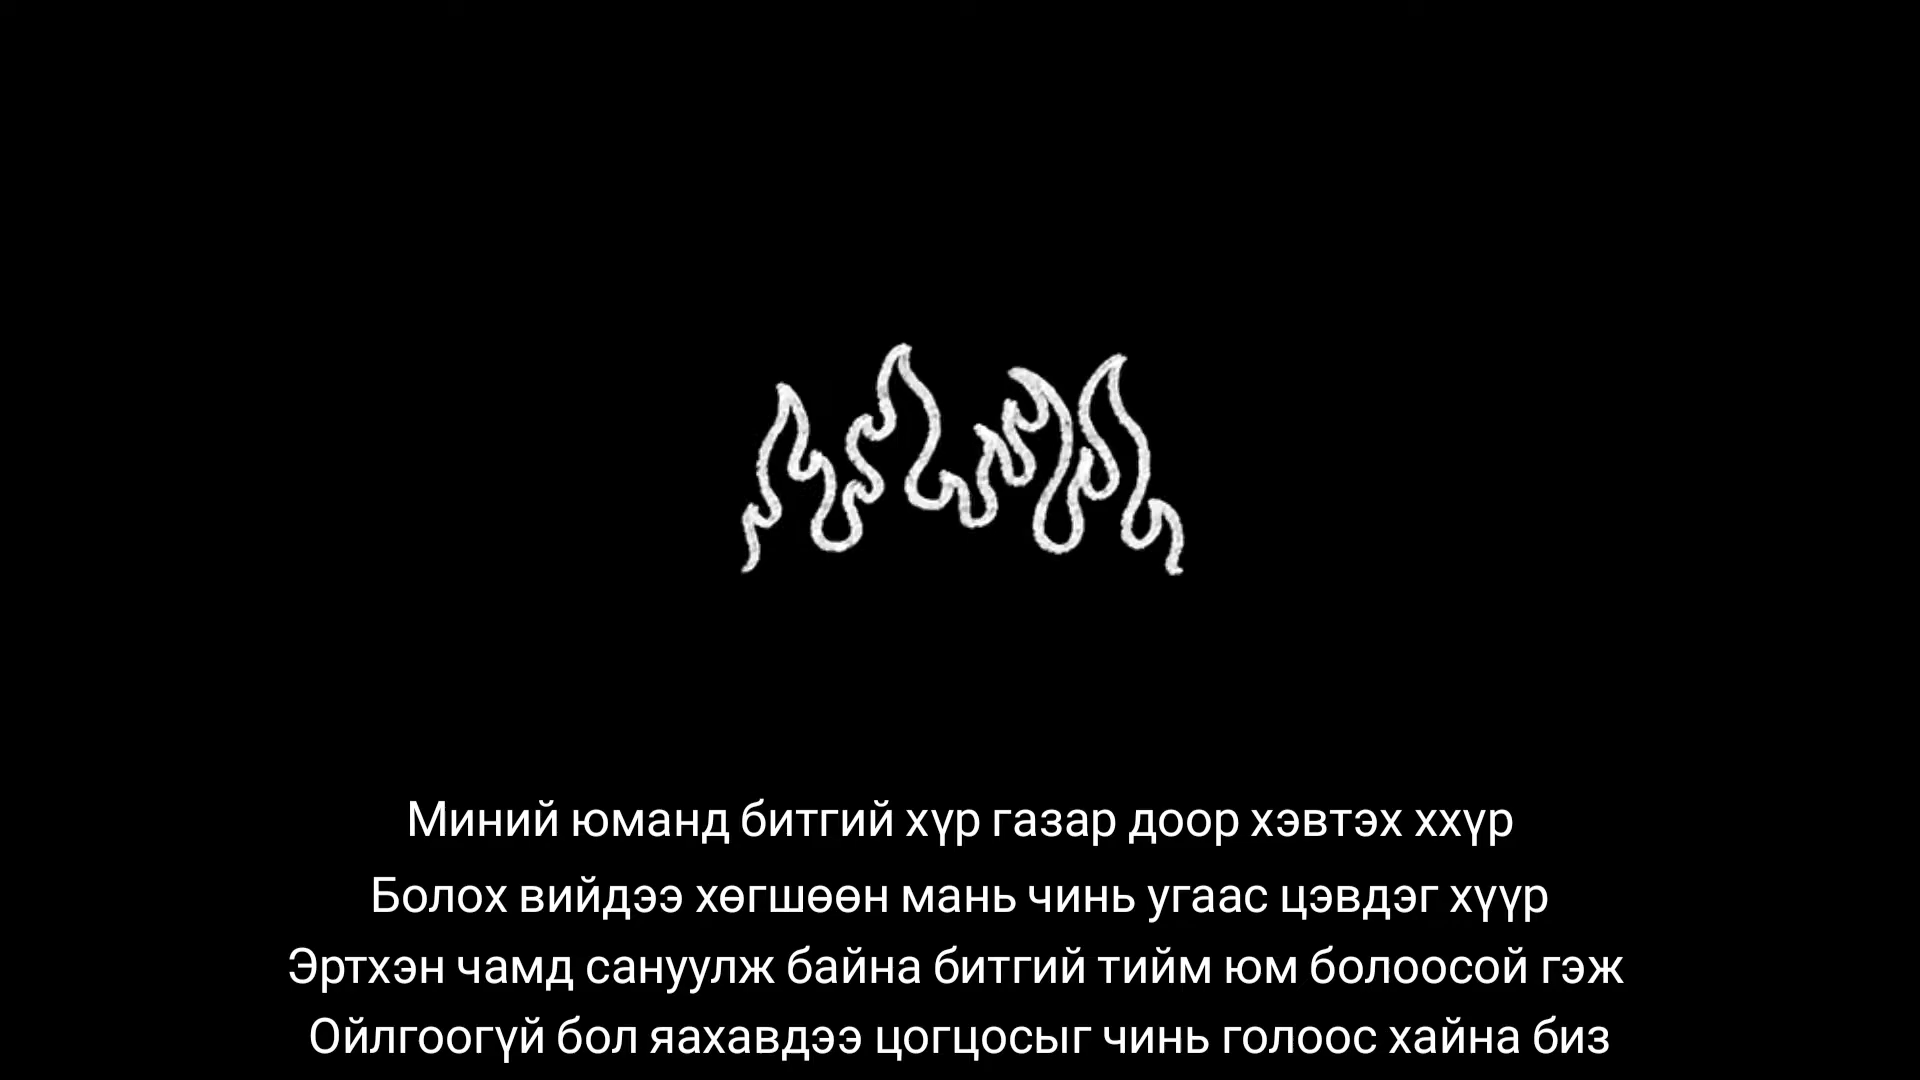 Миний юманд битгий хүр газар доор хэвтэх ххүр
Болох вийдээ хөгшөөн мань чинь угаас цэвдэг хүүр
Эртхэн чамд сануулж байна битгий тийм юм болоосой гэж
Ойлгоогүй бол яахавдээ цогцосыг чинь голоос хайна биз